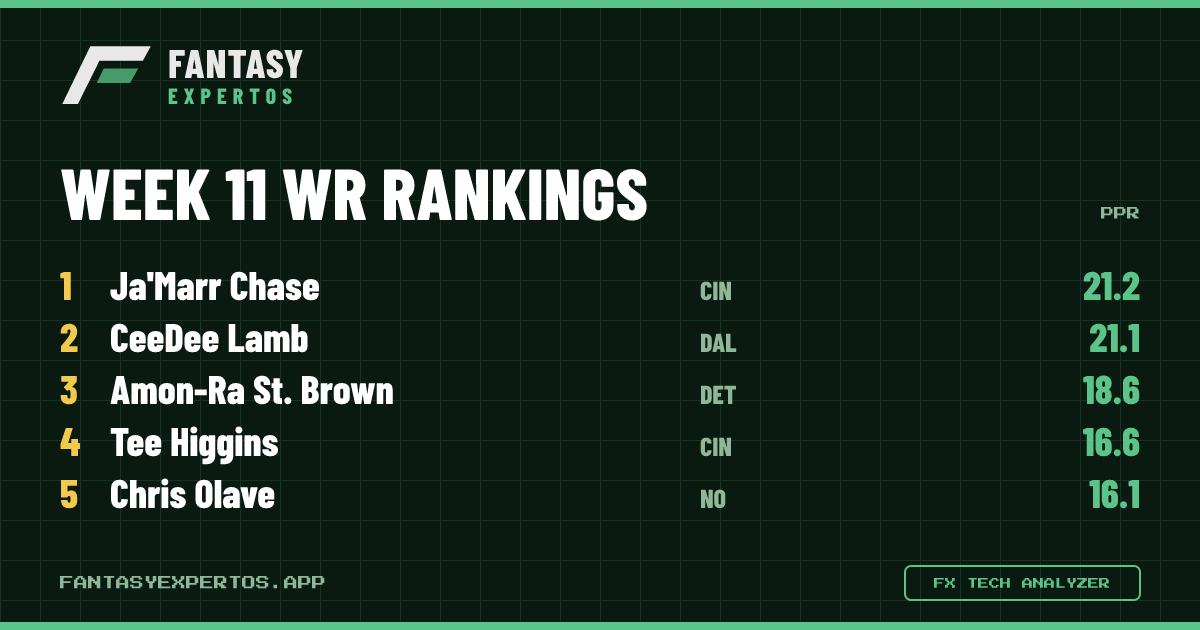 FANTASY
EXPERTOS
WEEK 11 WR RANKINGS
PPR
1 Ja'Marr Chase CIN 21.2
2 CeeDee Lamb DAL 21.1
3 Amon-Ra St. Brown DET 18.6
4 Tee Higgins CIN 16.6
5 Chris Olave NO 16.1
FANTASYEXPERTOS.APP
FX TECH ANALYZER